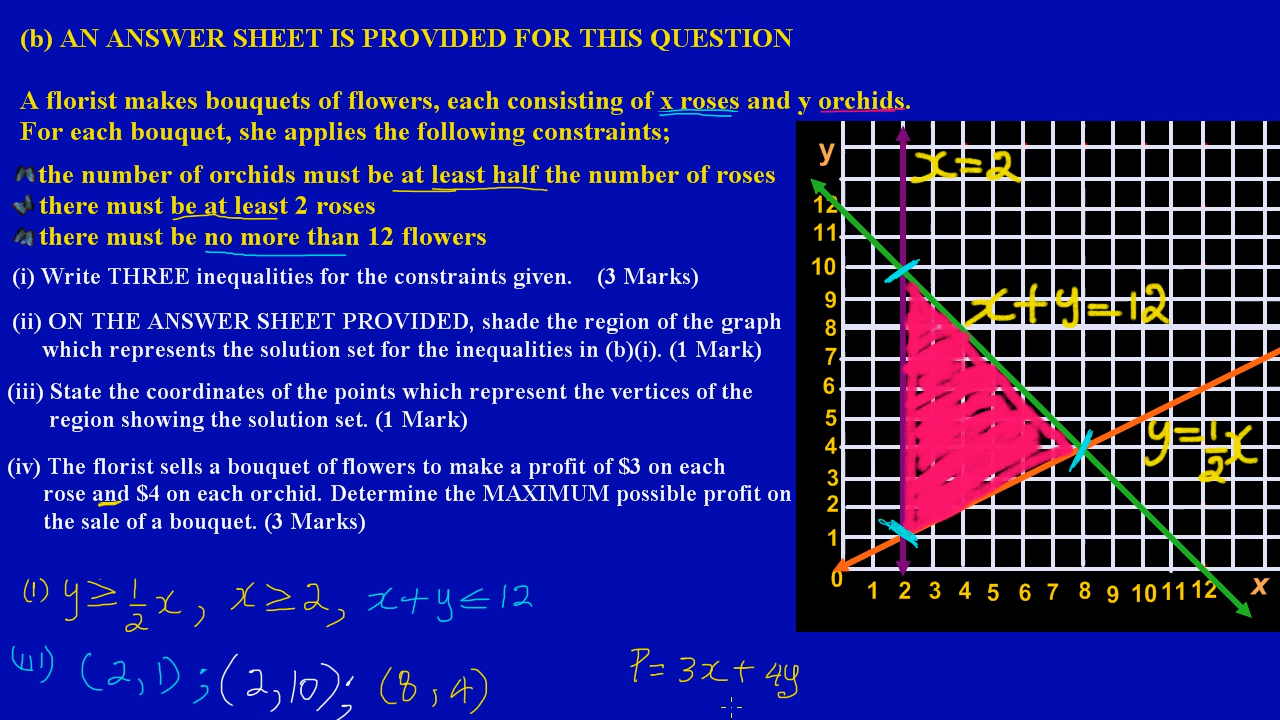 (b) AN ANSWER SHEET IS PROVIDED FOR THIS QUESTION
A florist makes bouquets of flowers, each consisting of x roses and y orchids.
For each bouquet, she applies the following constraints;
the number of orchids must be at least half the number of roses
there must be at least 2 roses
there must be no more than 12 flowers
(i) Write THREE inequalities for the constraints given. (3 Marks)
(ii) ON THE ANSWER SHEET PROVIDED, shade the region of the graph
which represents the solution set for the inequalities in (b)(i). (1 Mark)
(iii) State the coordinates of the points which represent the vertices of the
region showing the solution set. (1 Mark)
(iv) The florist sells a bouquet of flowers to make a profit of $3 on each
rose and $4 on each orchid. Determine the MAXIMUM possible profit on
the sale of a bouquet. (3 Marks)
(i) y ≥ 1/2 x, x ≥ 2, x + y ≤ 12
(iii) (2,1); (2,10); (8,4)
P = 3x + 4y
y
x = 2
12
11
10
9
8
7
6
5
4
3
2
1
0
x + y = 12
y = 1/2 x
1 2 3 4 5 6 7 8 9 10 11 12 x